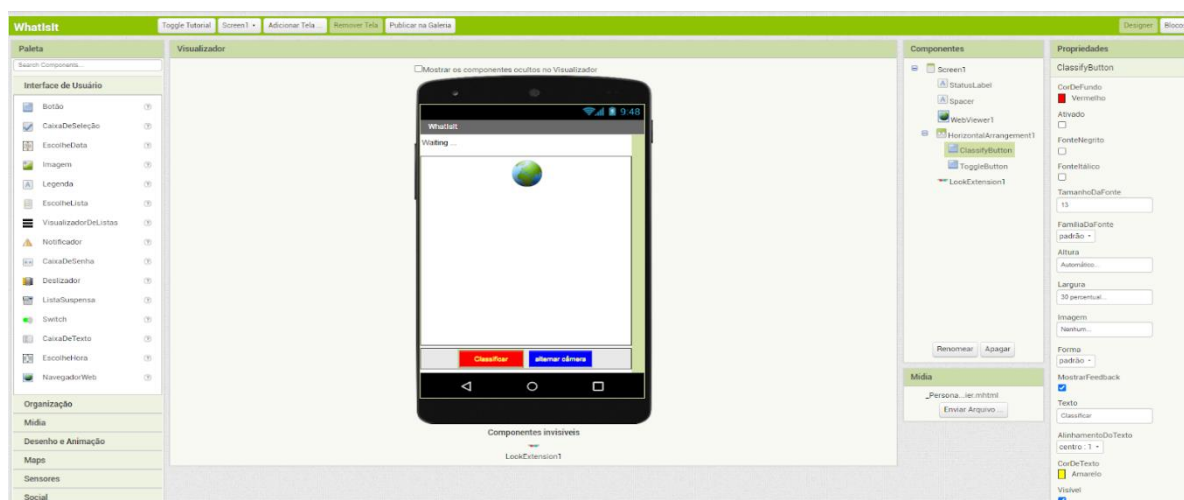 WhatIsIt
Toggle Tutorial
Screen1
Adicionar Tela ...
Remover Tela
Publicar na Galeria
Designer
Blocos
Paleta
Search Components...
Interface de Usuário
Botão
CaixaDeSeleção
EscolheData
Imagem
Legenda
EscolheLista
VisualizadorDeListas
Notificador
CaixaDeSenha
Deslizador
ListaSuspensa
Switch
CaixaDeTexto
EscolheHora
NavegadorWeb
Organização
Mídia
Desenho e Animação
Maps
Sensores
Social
Visualizador
Mostrar os componentes ocultos no Visualizador
9:48
WhatIsIt
Waiting ...
Classificar
alternar câmera
Componentes invisíveis
LookExtension1
Componentes
Screen1
StatusLabel
Spacer
WebViewer1
HorizontalArrangement1
ClassifyButton
ToggleButton
LookExtension1
Renomear
Apagar
Mídia
_Persona...ier.mhtml
Enviar Arquivo ...
Propriedades
ClassifyButton
CorDeFundo
Vermelho
Ativado
FonteNegrito
FonteItálico
TamanhoDaFonte
15
FamiliaDaFonte
padrão
Altura
Automático...
Largura
30 percentual...
Imagem
Nenhum...
Forma
padrão
MostrarFeedback
Texto
Classificar
AlinhamentoDoTexto
centro : 1
CorDeTexto
Amarelo
Visível